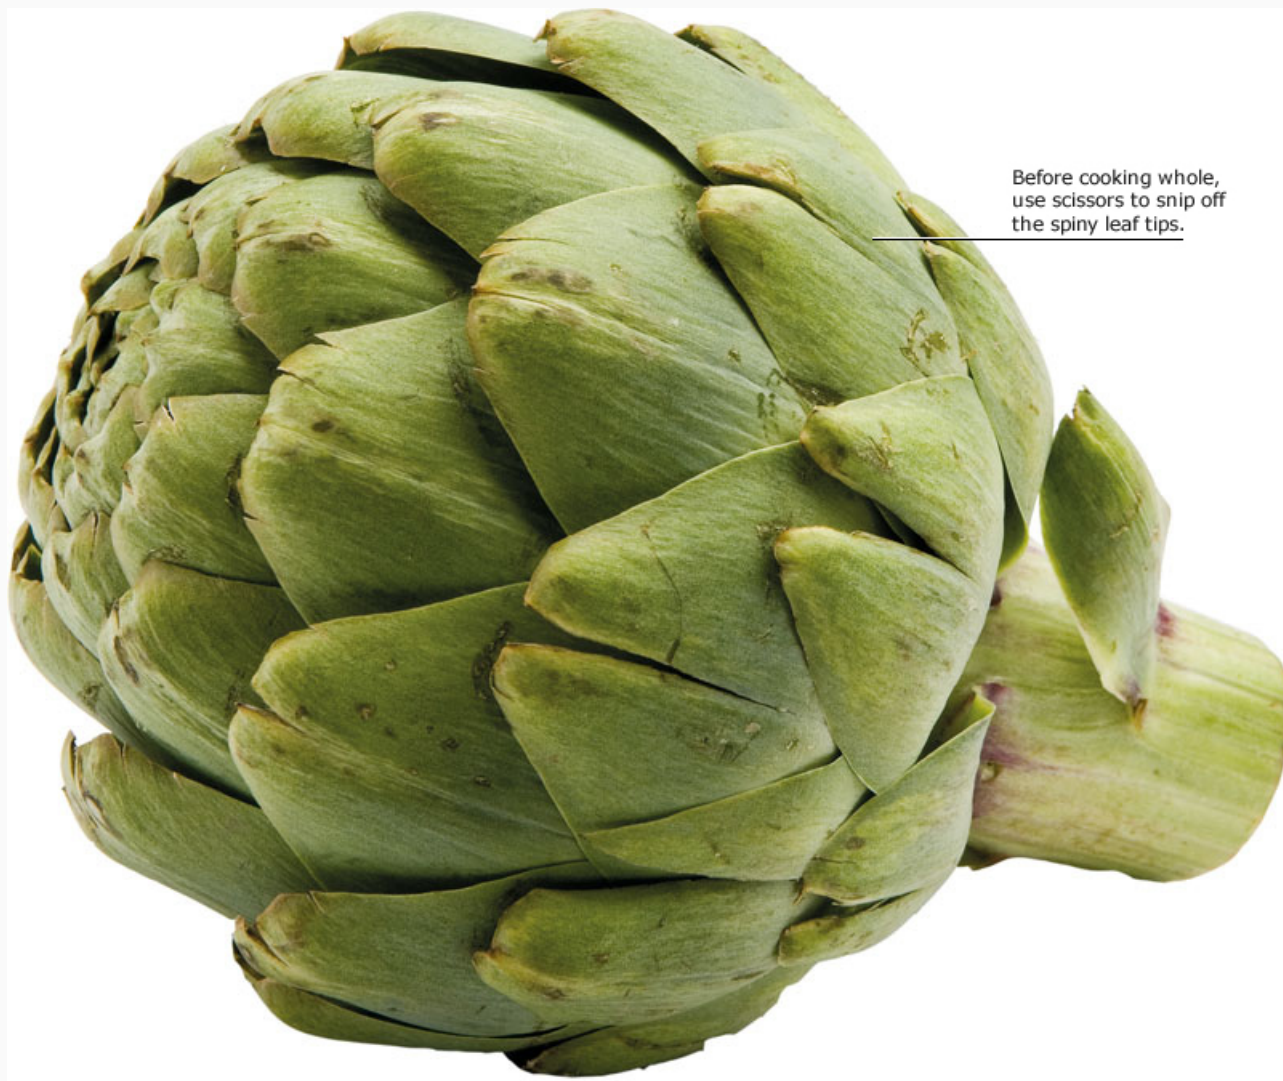 Before cooking whole,
use scissors to snip off
the spiny leaf tips.